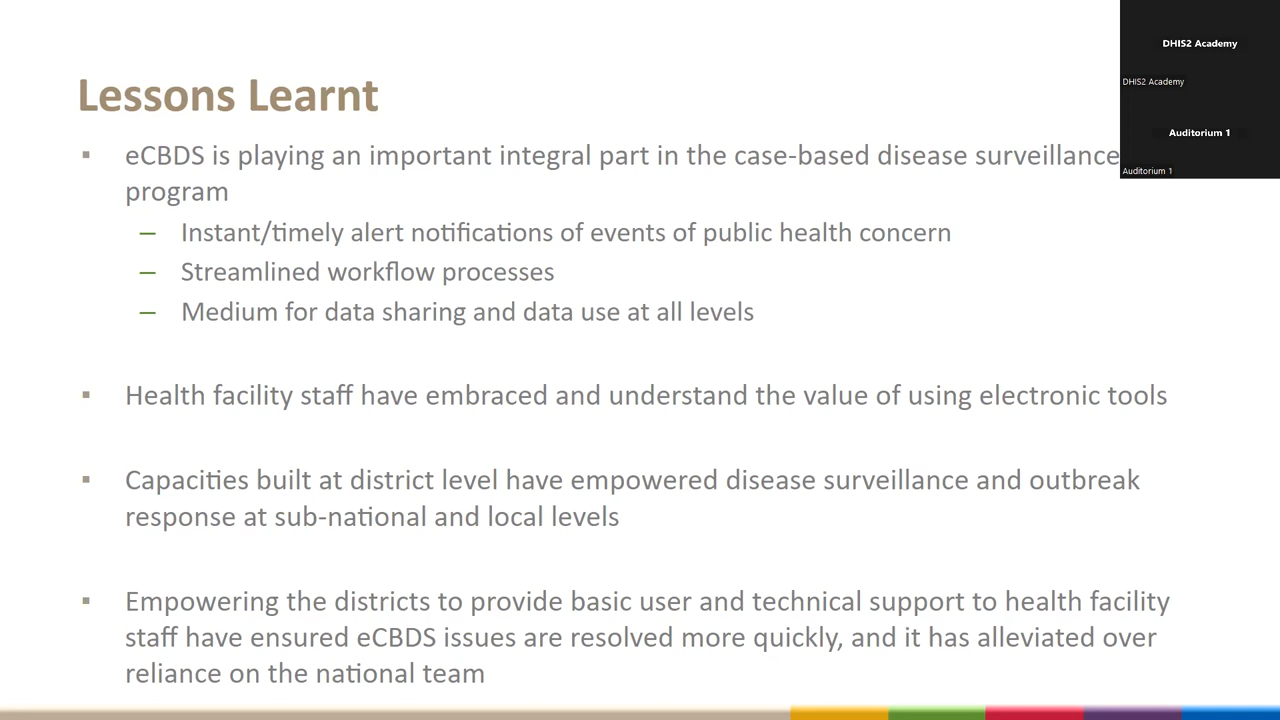 DHIS2 Academy
DHIS2 Academy
Auditorium 1
Auditorium 1
Lessons Learnt
▪ eCBDS is playing an important integral part in the case-based disease surveillance
program
– Instant/timely alert notifications of events of public health concern
– Streamlined workflow processes
– Medium for data sharing and data use at all levels
▪ Health facility staff have embraced and understand the value of using electronic tools
▪ Capacities built at district level have empowered disease surveillance and outbreak
response at sub-national and local levels
▪ Empowering the districts to provide basic user and technical support to health facility
staff have ensured eCBDS issues are resolved more quickly, and it has alleviated over
reliance on the national team